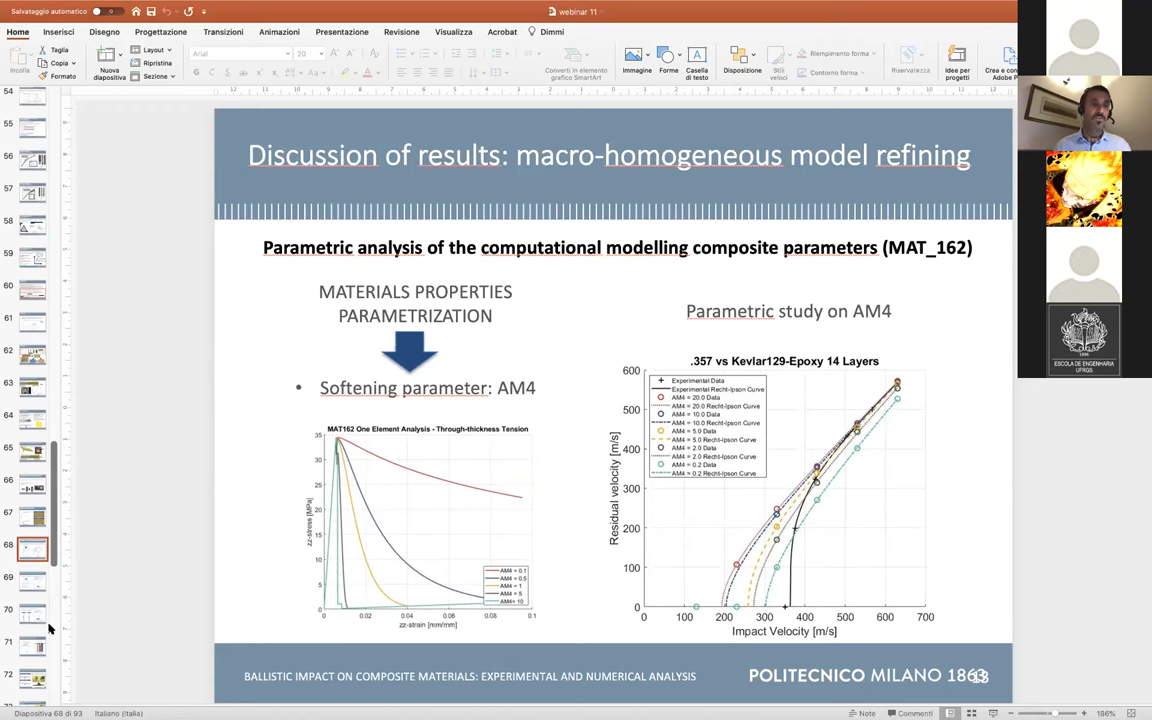 Salvataggio automatico
webinar 11
Home
Inserisci
Disegno
Progettazione
Transizioni
Animazioni
Presentazione
Revisione
Visualizza
Acrobat
Dimmi
Incolla
Taglia
Copia
Formato
Nuova
diapositiva
Layout
Ripristina
Sezione
Arial
20
Converti in elemento
grafico SmartArt
Immagine
Forme
Casella
di testo
Disposizione
Stili
veloci
Riempimento forma
Contorno forma
Riservatezza
Idee per
progetti
Crea e co
Adobe P
54
55
56
57
58
59
60
61
62
63
64
65
66
67
68
69
70
71
72
Discussion of results: macro-homogeneous model refining
Parametric analysis of the computational modelling composite parameters (MAT_162)
MATERIALS PROPERTIES
PARAMETRIZATION
• Softening parameter: AM4
MAT162 One Element Analysis - Through-thickness Tension
zz-stress [MPa]
35
30
25
20
15
10
5
0
0 0.02 0.04 0.06 0.08 0.1
zz-strain [mm/mm]
AM4 = 0.1
AM4 = 0.5
AM4 = 1
AM4 = 5
AM4= 10
Parametric study on AM4
.357 vs Kevlar129-Epoxy 14 Layers
Residual velocity [m/s]
600
500
400
300
200
100
0
0 100 200 300 400 500 600 700
Impact Velocity [m/s]
Experimental Data
Experimental Recht-Ipson Curve
AM4 = 20.0 Data
AM4 = 20.0 Recht-Ipson Curve
AM4 = 10.0 Data
AM4 = 10.0 Recht-Ipson Curve
AM4 = 5.0 Data
AM4 = 5.0 Recht-Ipson Curve
AM4 = 2.0 Data
AM4 = 2.0 Recht-Ipson Curve
AM4 = 0.2 Data
AM4 = 0.2 Recht-Ipson Curve
BALLISTIC IMPACT ON COMPOSITE MATERIALS: EXPERIMENTAL AND NUMERICAL ANALYSIS
POLITECNICO MILANO 1863
ESCOLA DE ENGENHARIA
UFRGS
Diapositiva 68 di 93
Italiano (Italia)
Note
Commenti
186%